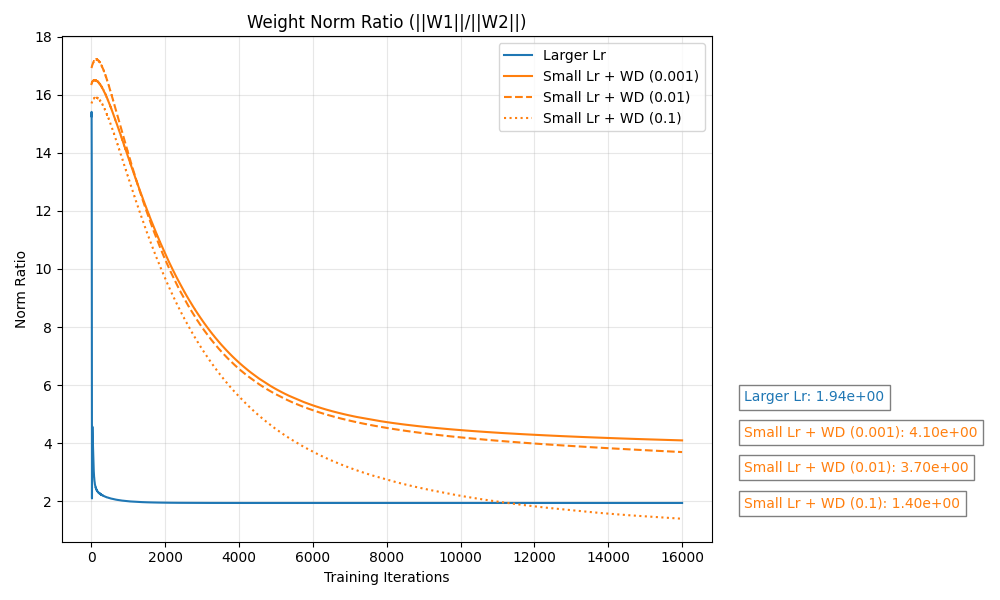 Weight Norm Ratio (||W1||/||W2||)
Norm Ratio
18
16
14
12
10
8
6
4
2
0
2000
4000
6000
8000
10000
12000
14000
16000
Training Iterations
Larger Lr
Small Lr + WD (0.001)
Small Lr + WD (0.01)
Small Lr + WD (0.1)
Larger Lr: 1.94e+00
Small Lr + WD (0.001): 4.10e+00
Small Lr + WD (0.01): 3.70e+00
Small Lr + WD (0.1): 1.40e+00